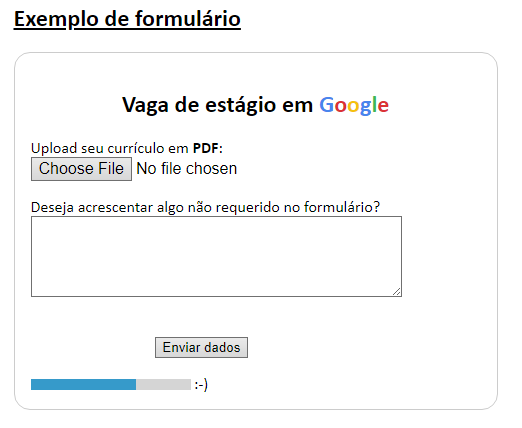 Exemplo de formulário
Vaga de estágio em Google
Upload seu currículo em PDF:
Choose File No file chosen
Deseja acrescentar algo não requerido no formulário?
Enviar dados
:-)